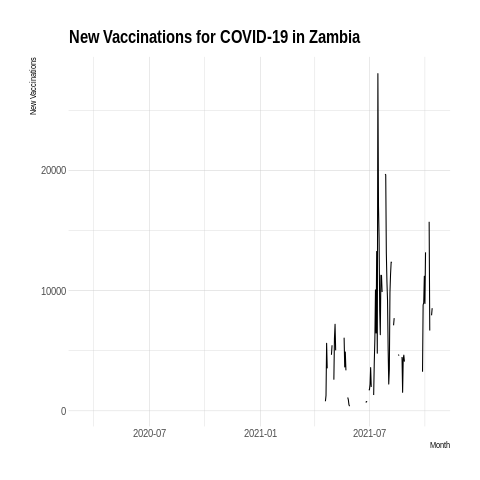 New Vaccinations for COVID-19 in Zambia
New Vaccinations
20000
10000
0
2020-07
2021-01
2021-07
Month